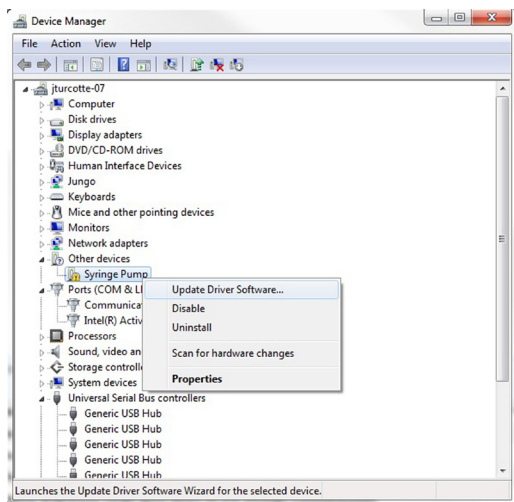 Device Manager
File Action View Help
jturcotte-07
Computer
Disk drives
Display adapters
DVD/CD-ROM drives
Human Interface Devices
Jungo
Keyboards
Mice and other pointing devices
Monitors
Network adapters
Other devices
Syringe Pump
Update Driver Software...
Ports (COM & L
Disable
Communica
Uninstall
Intel(R) Activ
Processors
Scan for hardware changes
Sound, video an
Storage controll
Properties
System devices
Universal Serial Bus controllers
Generic USB Hub
Generic USB Hub
Generic USB Hub
Generic USB Hub
Generic USB Hub
Launches the Update Driver Software Wizard for the selected device.